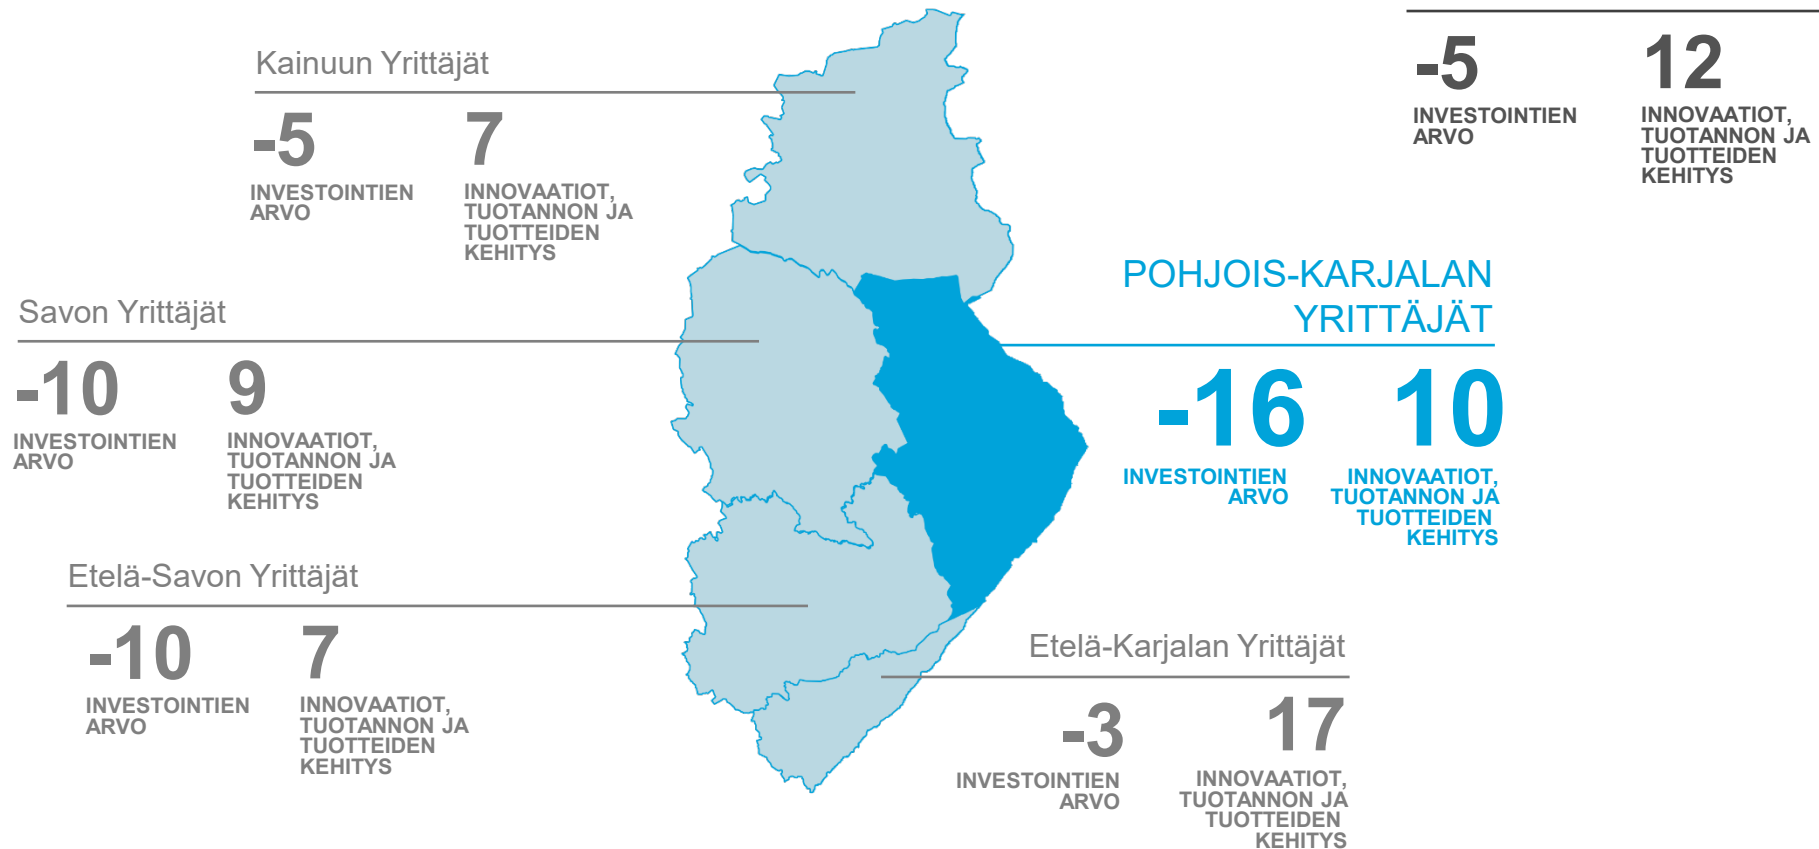 -5
12
INVESTOINTIEN
ARVO
INNOVAATIOT,
TUOTANNON JA
TUOTTEIDEN
KEHITYS
Kainuun Yrittäjät
-5
7
INVESTOINTIEN
ARVO
INNOVAATIOT,
TUOTANNON JA
TUOTTEIDEN
KEHITYS
POHJOIS-KARJALAN
YRITTÄJÄT
-16
10
INVESTOINTIEN
ARVO
INNOVAATIOT,
TUOTANNON JA
TUOTTEIDEN
KEHITYS
Savon Yrittäjät
-10
9
INVESTOINTIEN
ARVO
INNOVAATIOT,
TUOTANNON JA
TUOTTEIDEN
KEHITYS
Etelä-Savon Yrittäjät
-10
7
INVESTOINTIEN
ARVO
INNOVAATIOT,
TUOTANNON JA
TUOTTEIDEN
KEHITYS
Etelä-Karjalan Yrittäjät
-3
17
INVESTOINTIEN
ARVO
INNOVAATIOT,
TUOTANNON JA
TUOTTEIDEN
KEHITYS